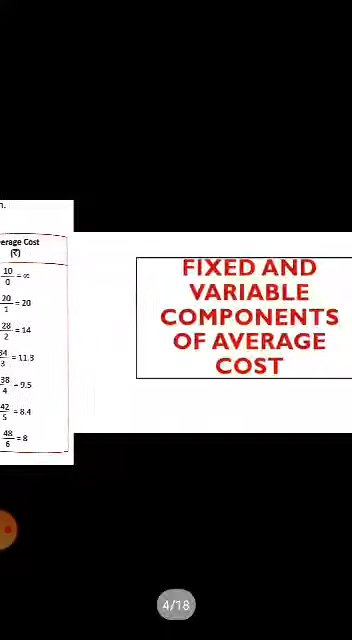 n.
erage Cost
(₹)
10/0 = ∞
20/1 = 20
28/2 = 14
34/3 = 11.3
38/4 = 9.5
42/5 = 8.4
48/6 = 8
FIXED AND
VARIABLE
COMPONENTS
OF AVERAGE
COST
4/18